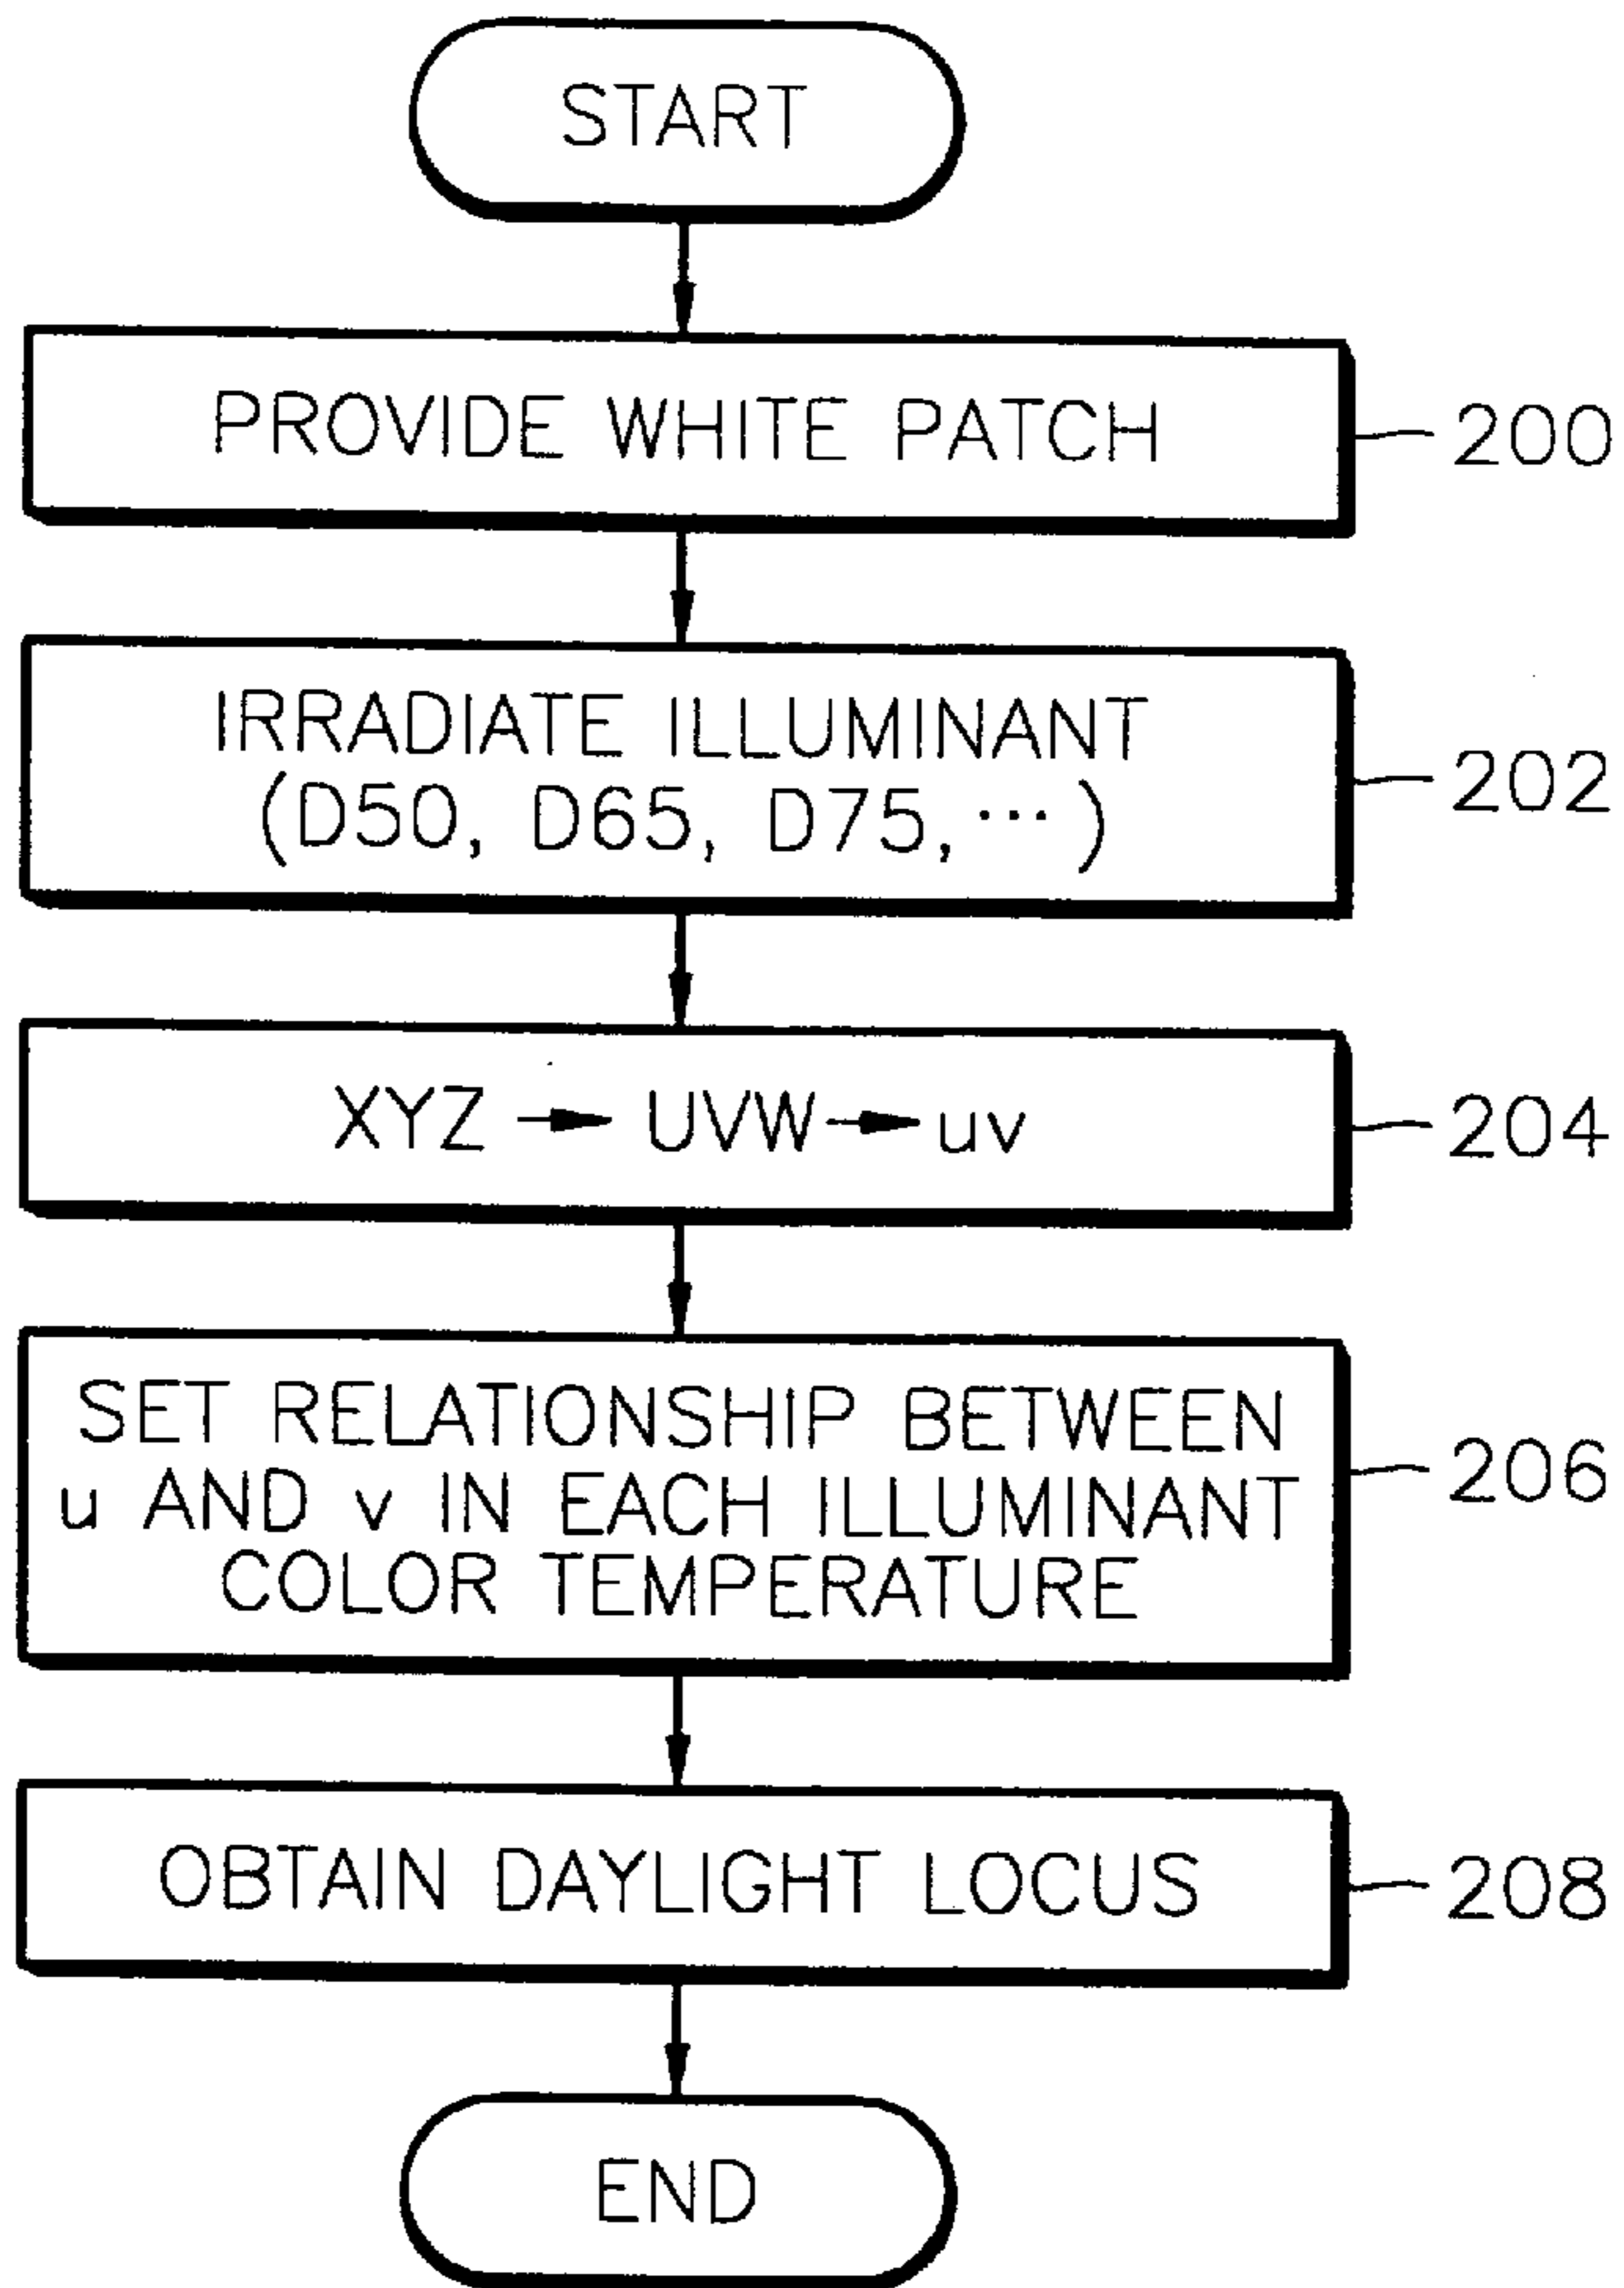 START
PROVIDE WHITE PATCH
200
IRRADIATE ILLUMINANT
(D50, D65, D75, ··· )
202
XYZ → UVW → uv
204
SET RELATIONSHIP BETWEEN
u AND v IN EACH ILLUMINANT
COLOR TEMPERATURE
206
OBTAIN DAYLIGHT LOCUS
208
END